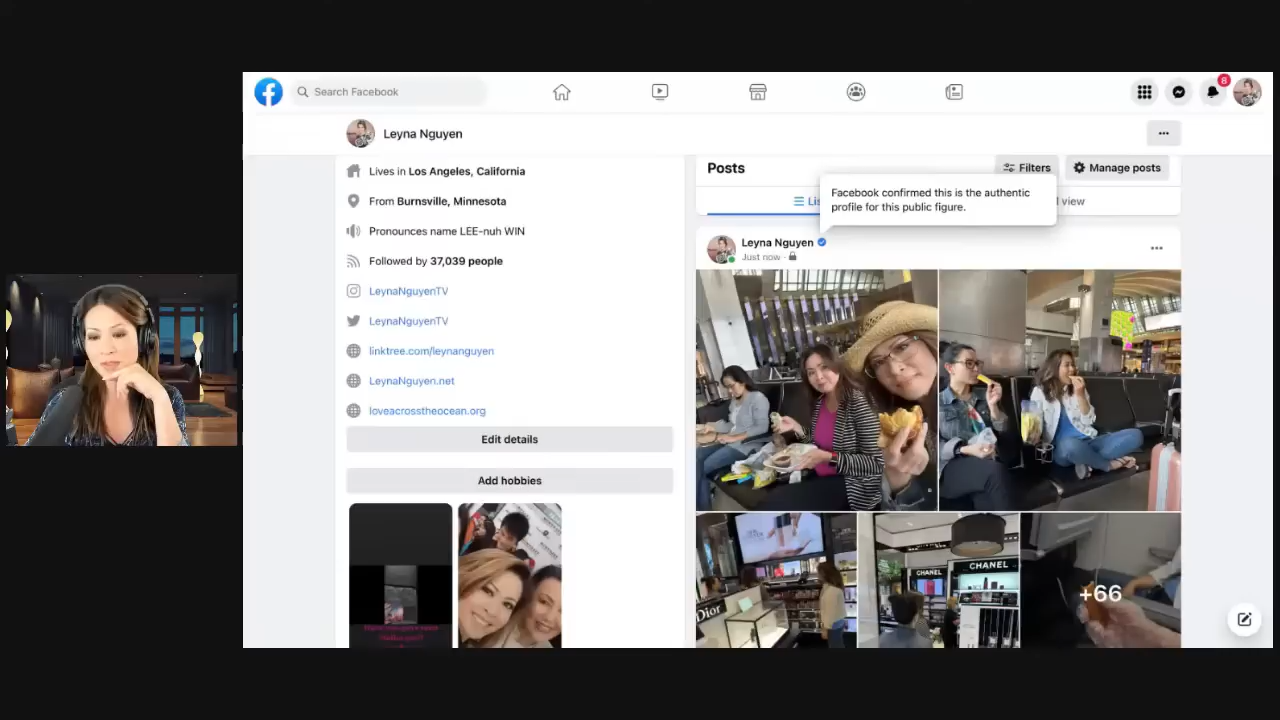 Search Facebook
8
Leyna Nguyen
Lives in Los Angeles, California
From Burnsville, Minnesota
Pronounces name LEE-nuh WIN
Followed by 37,039 people
LeynaNguyenTV
LeynaNguyenTV
linktree.com/leynanguyen
LeynaNguyen.net
loveacrosstheocean.org
Edit details
Add hobbies
Posts
Filters
Manage posts
Facebook confirmed this is the authentic
profile for this public figure.
view
Leyna Nguyen
Just now
Dior
CHANEL
CHANEL
+66